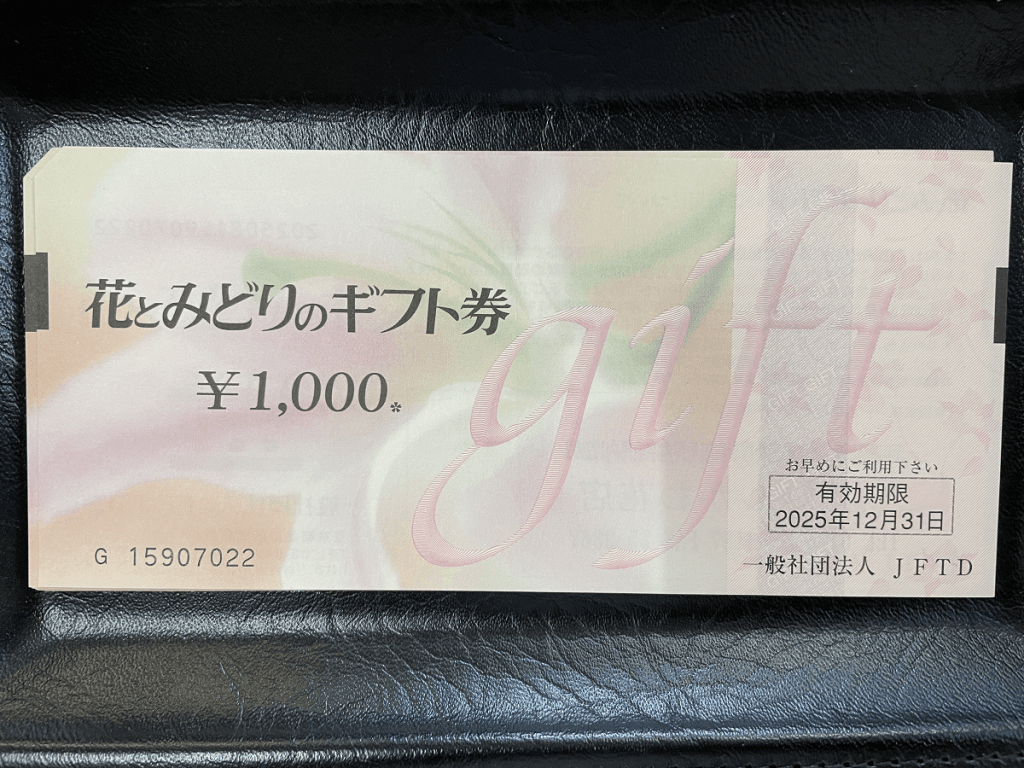 花とみどりのギフト券
¥1,000*
gift
お早めにご利用下さい
有効期限
2025年12月31日
G 15907022
一般社団法人 JFTD